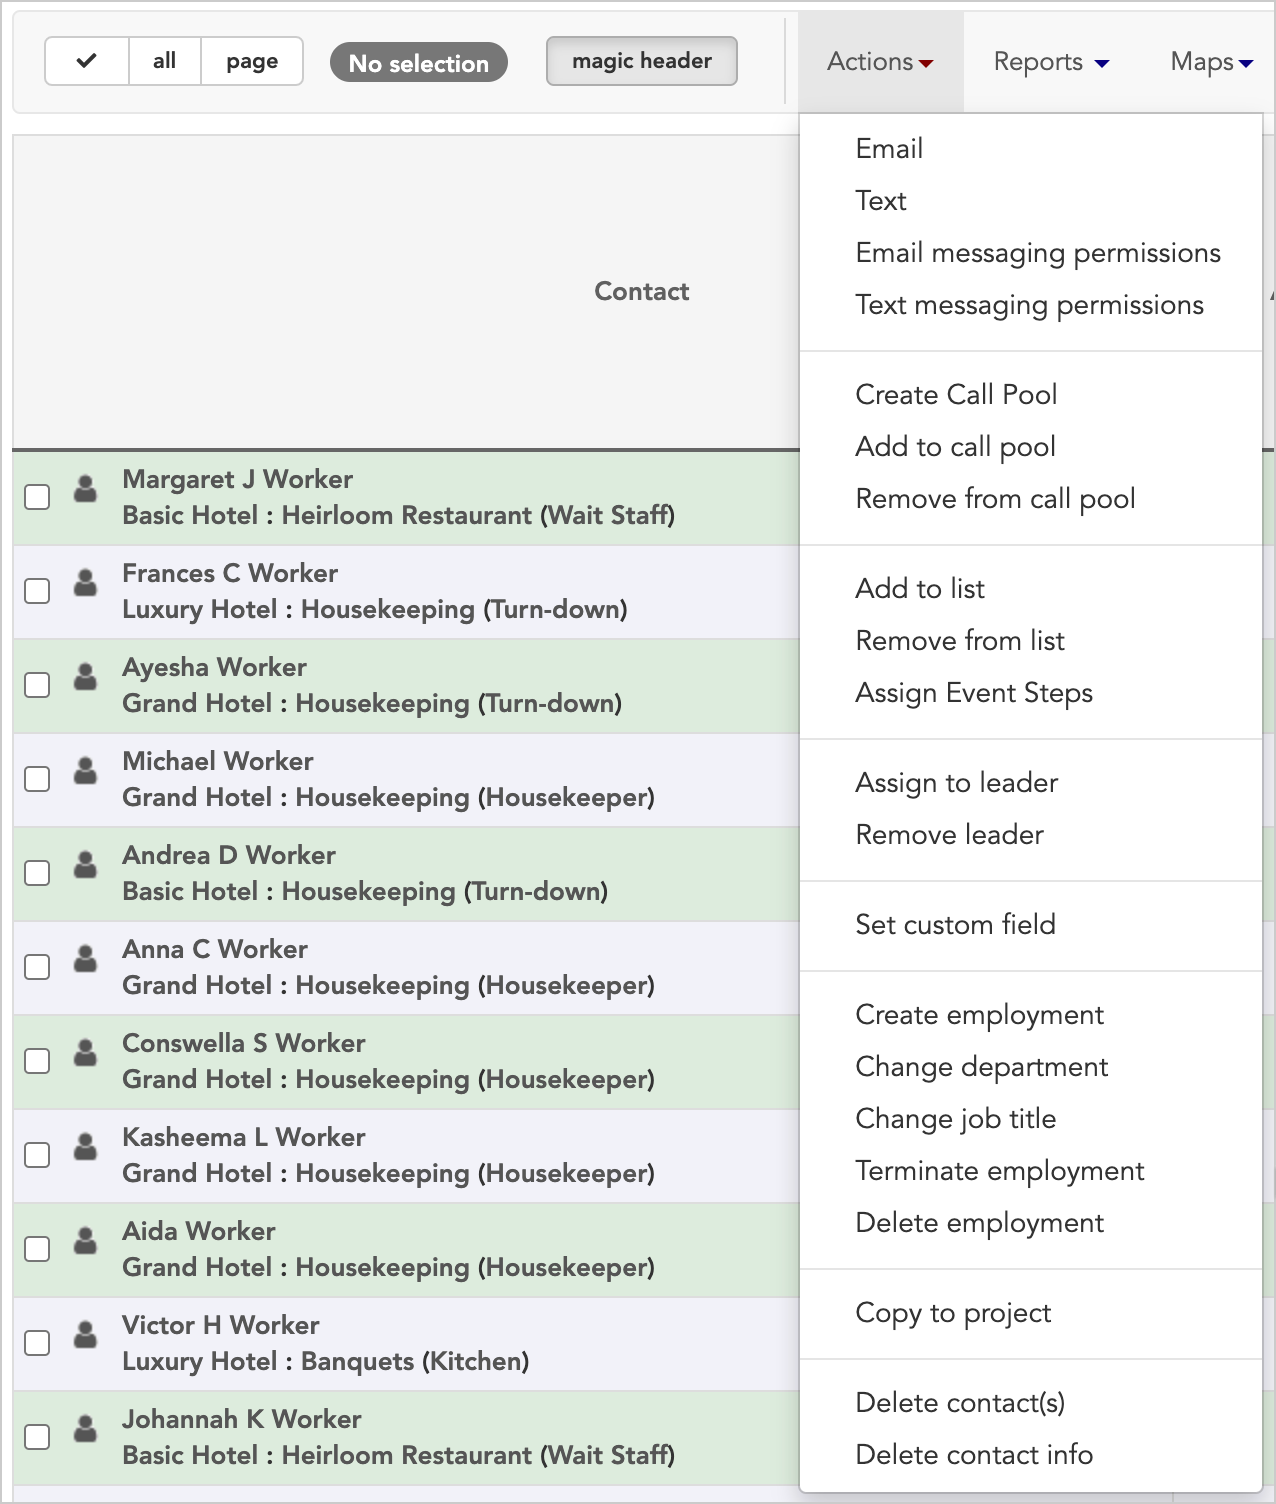 all
page
No selection
magic header
Actions
Reports
Maps
Contact
Email
Text
Email messaging permissions
Text messaging permissions
Create Call Pool
Add to call pool
Remove from call pool
Add to list
Remove from list
Assign Event Steps
Assign to leader
Remove leader
Set custom field
Create employment
Change department
Change job title
Terminate employment
Delete employment
Copy to project
Delete contact(s)
Delete contact info
Margaret J Worker
Basic Hotel : Heirloom Restaurant (Wait Staff)
Frances C Worker
Luxury Hotel : Housekeeping (Turn-down)
Ayesha Worker
Grand Hotel : Housekeeping (Turn-down)
Michael Worker
Grand Hotel : Housekeeping (Housekeeper)
Andrea D Worker
Basic Hotel : Housekeeping (Turn-down)
Anna C Worker
Grand Hotel : Housekeeping (Housekeeper)
Conswella S Worker
Grand Hotel : Housekeeping (Housekeeper)
Kasheema L Worker
Grand Hotel : Housekeeping (Housekeeper)
Aida Worker
Grand Hotel : Housekeeping (Housekeeper)
Victor H Worker
Luxury Hotel : Banquets (Kitchen)
Johannah K Worker
Basic Hotel : Heirloom Restaurant (Wait Staff)